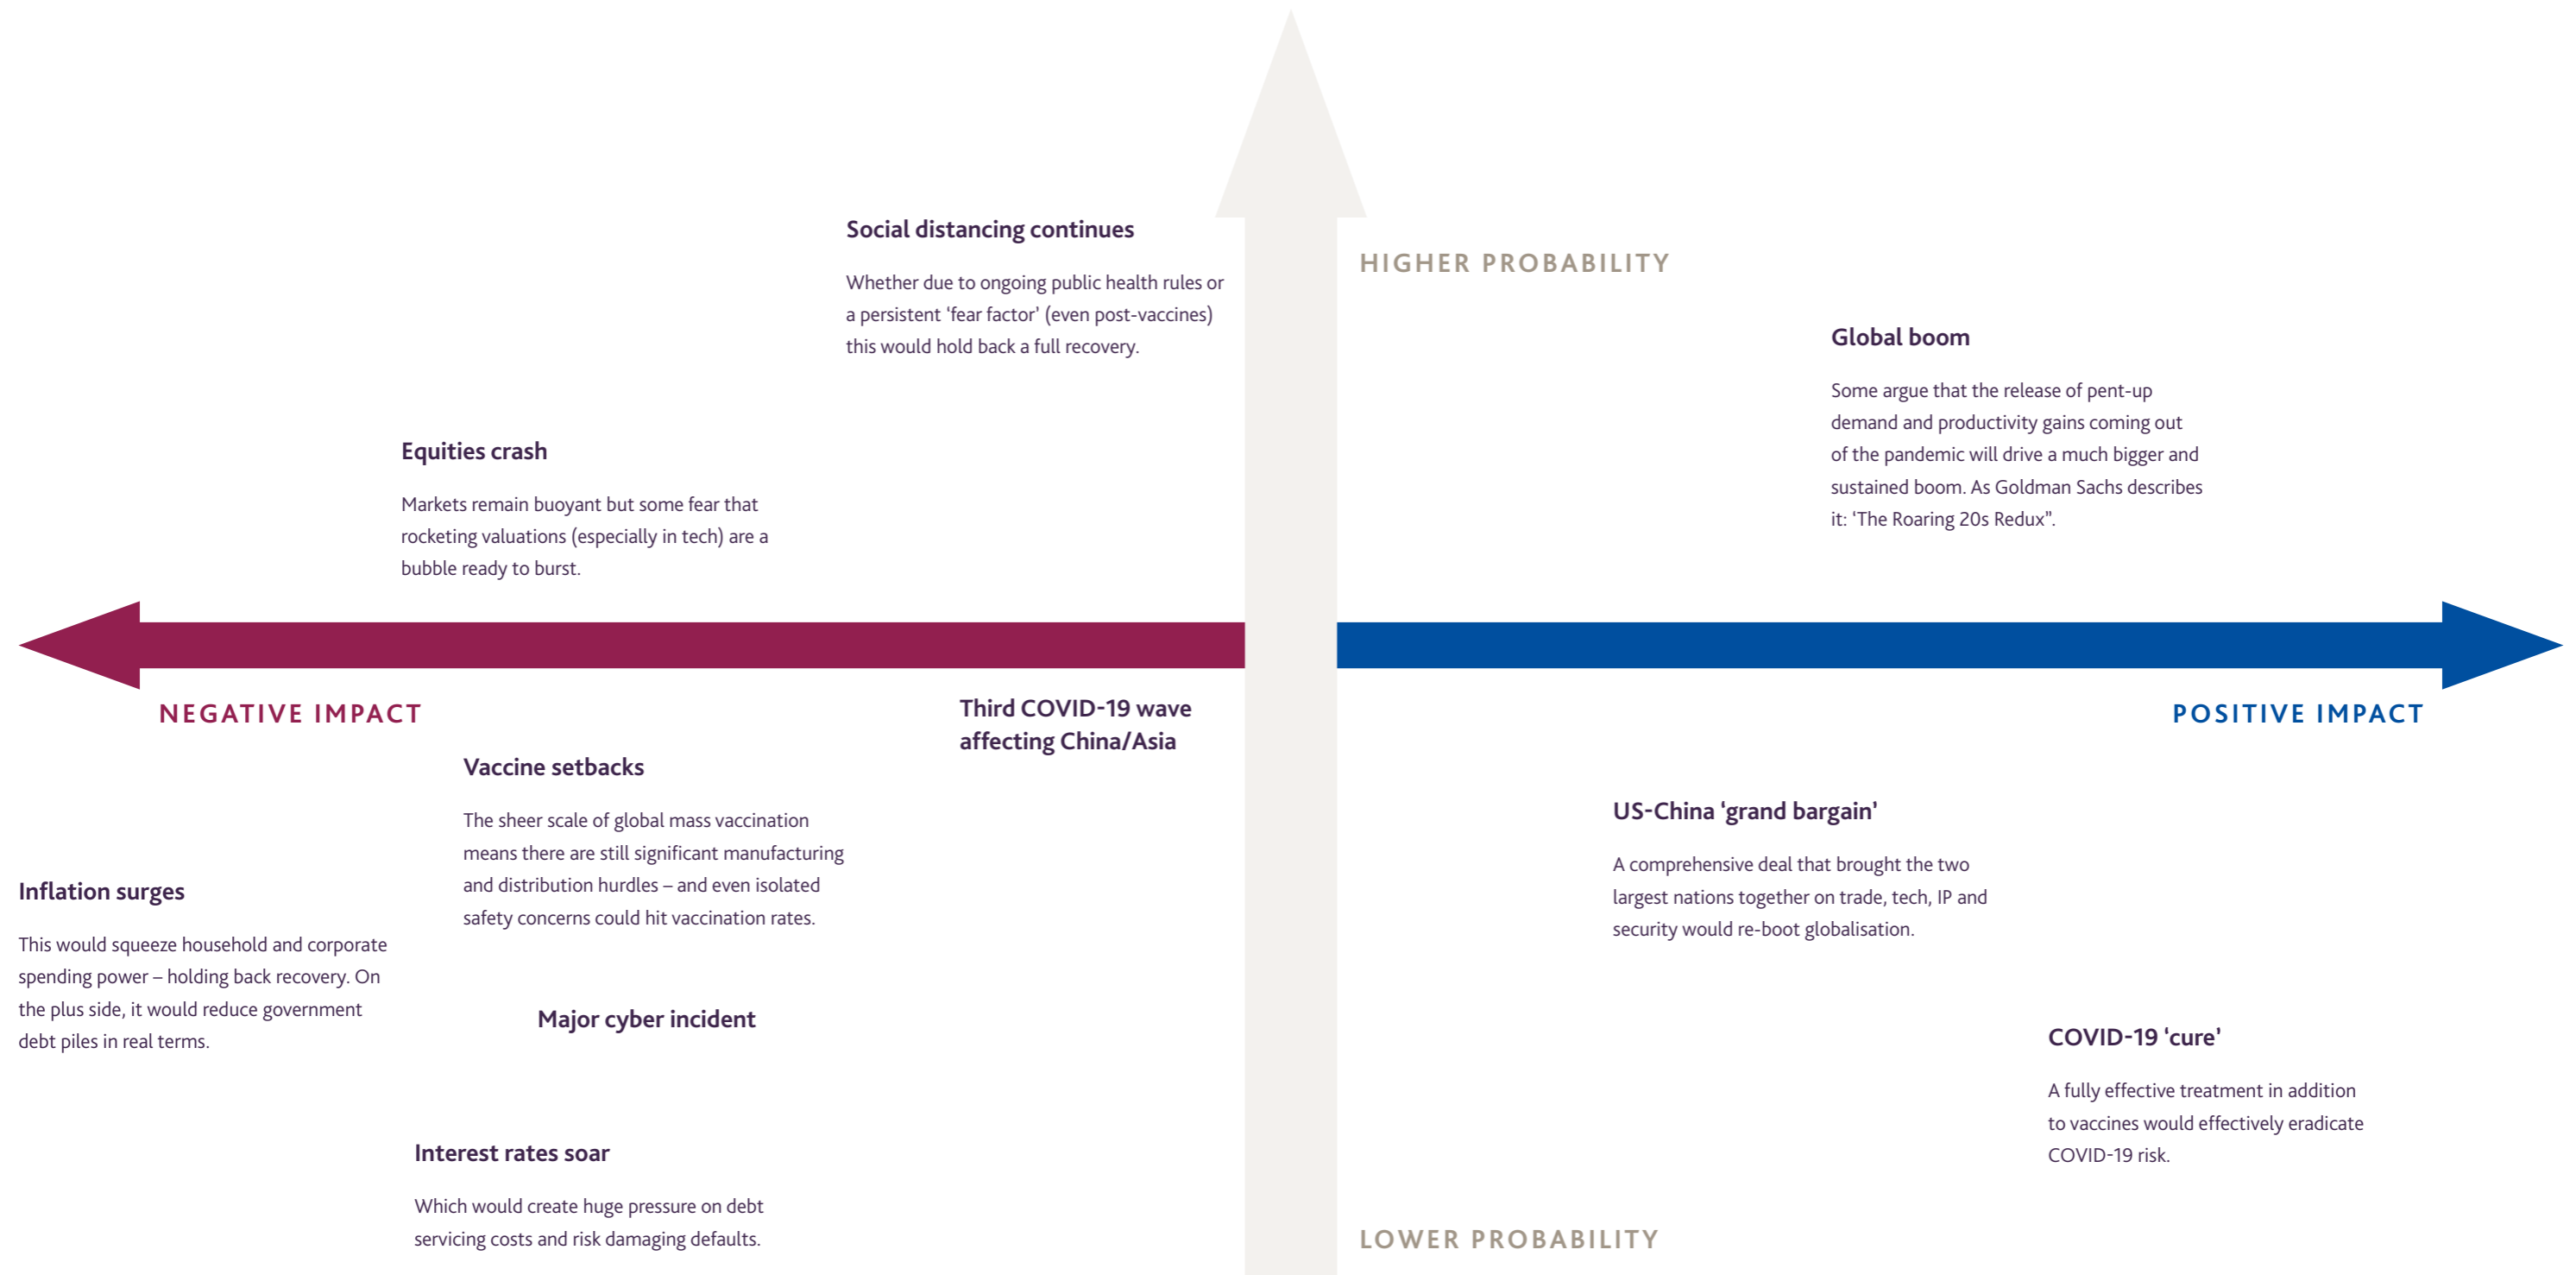 Social distancing continues
Whether due to ongoing public health rules or
a persistent ‘fear factor’ (even post-vaccines)
this would hold back a full recovery.
HIGHER PROBABILITY
Global boom
Some argue that the release of pent-up
demand and productivity gains coming out
of the pandemic will drive a much bigger and
sustained boom. As Goldman Sachs describes
it: ‘The Roaring 20s Redux”.
Equities crash
Markets remain buoyant but some fear that
rocketing valuations (especially in tech) are a
bubble ready to burst.
NEGATIVE IMPACT
Third COVID-19 wave
affecting China/Asia
POSITIVE IMPACT
Vaccine setbacks
The sheer scale of global mass vaccination
means there are still significant manufacturing
and distribution hurdles – and even isolated
safety concerns could hit vaccination rates.
US-China ‘grand bargain’
A comprehensive deal that brought the two
largest nations together on trade, tech, IP and
security would re-boot globalisation.
Inflation surges
This would squeeze household and corporate
spending power – holding back recovery. On
the plus side, it would reduce government
debt piles in real terms.
Major cyber incident
COVID-19 ‘cure’
A fully effective treatment in addition
to vaccines would effectively eradicate
COVID-19 risk.
Interest rates soar
Which would create huge pressure on debt
servicing costs and risk damaging defaults.
LOWER PROBABILITY